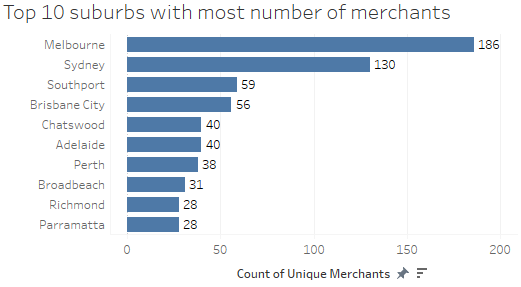 Top 10 suburbs with most number of merchants
Melbourne 186
Sydney 130
Southport 59
Brisbane City 56
Chatswood 40
Adelaide 40
Perth 38
Broadbeach 31
Richmond 28
Parramatta 28
0 50 100 150 200
Count of Unique Merchants